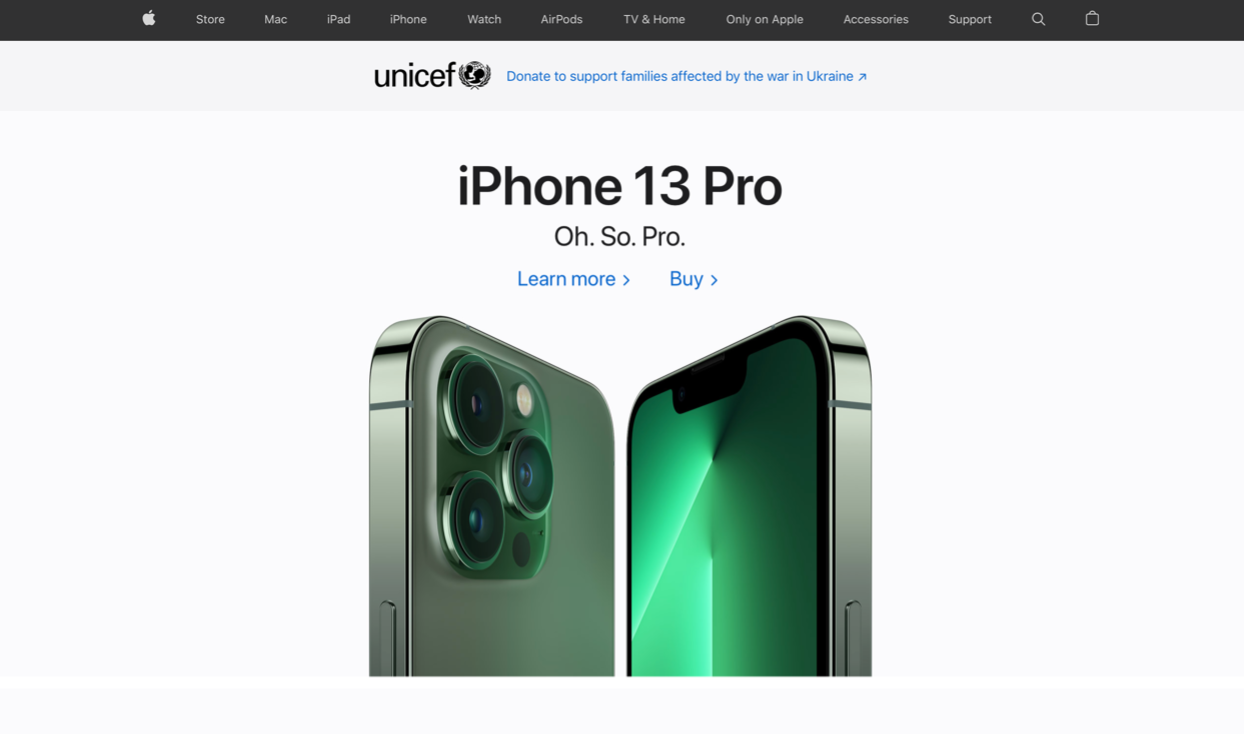 Store Mac iPad iPhone Watch AirPods TV & Home Only on Apple Accessories Support
unicef Donate to support families affected by the war in Ukraine ↗
iPhone 13 Pro
Oh. So. Pro.
Learn more > Buy >